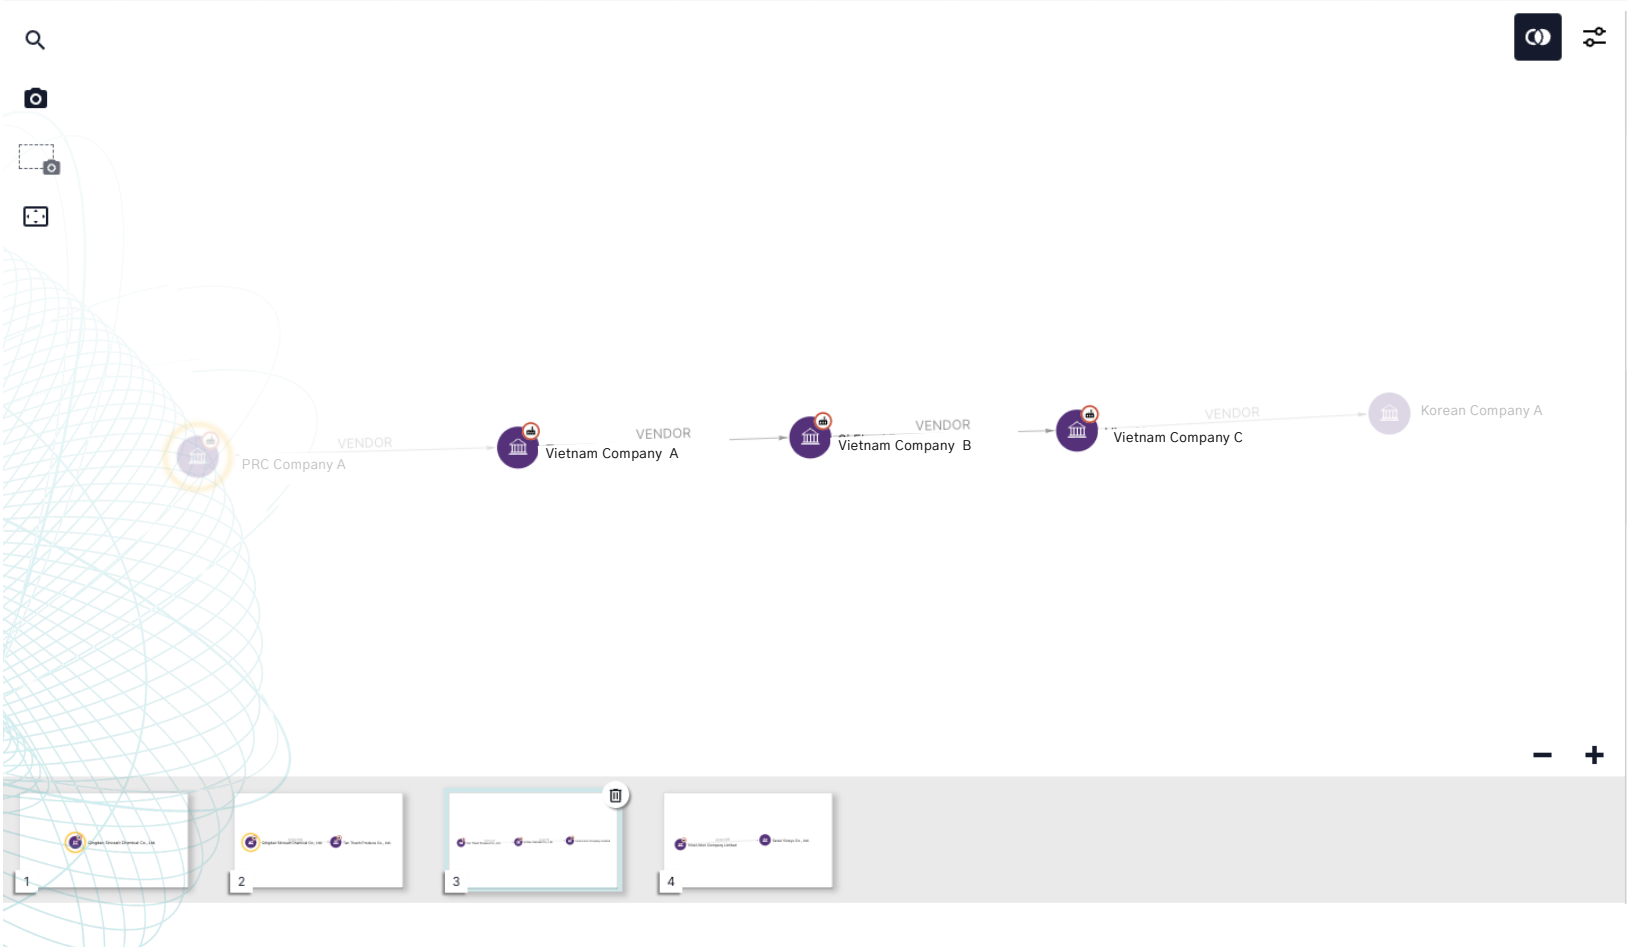 VENDOR
PRC Company A
VENDOR
Vietnam Company  A
VENDOR
Vietnam Company  B
VENDOR
Vietnam Company C
Korean Company A
1
2
3
4